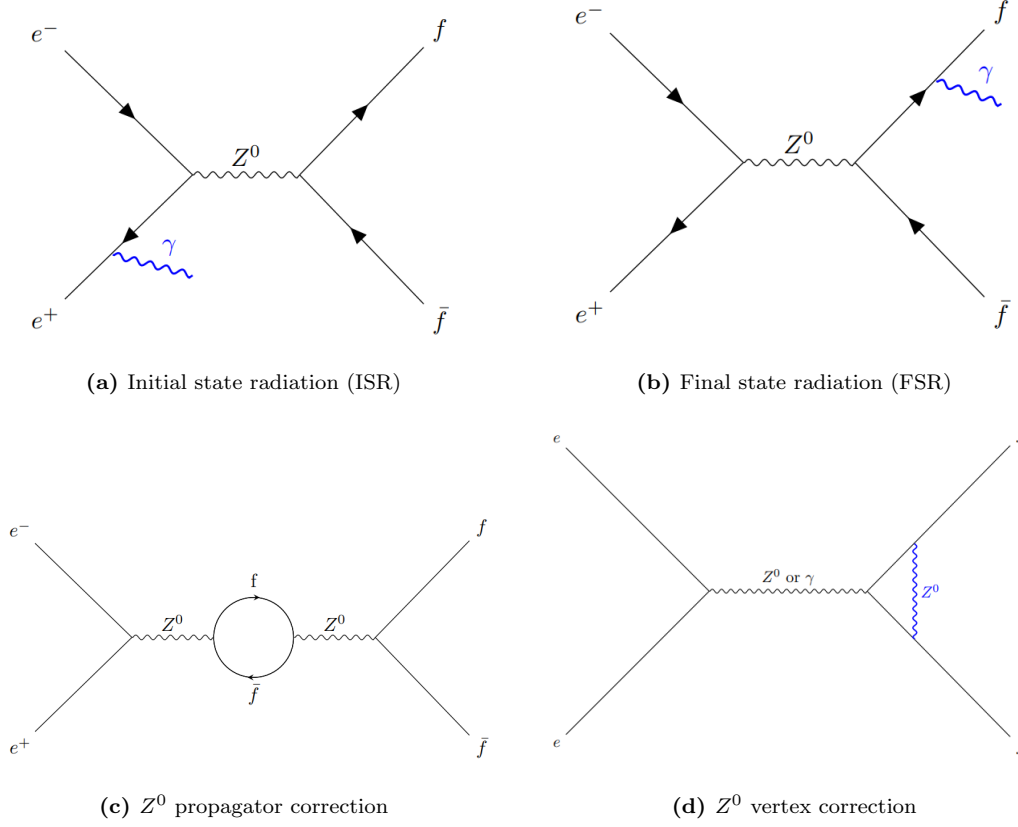 e⁻
f
γ
Z⁰
γ
e⁺
f̄
(a) Initial state radiation (ISR)
e⁻
f
γ
Z⁰
e⁺
f̄
(b) Final state radiation (FSR)
e⁻
f
f
Z⁰
Z⁰
f̄
e⁺
f̄
(c) Z⁰ propagator correction
e
Z⁰ or γ
Z⁰
e
(d) Z⁰ vertex correction